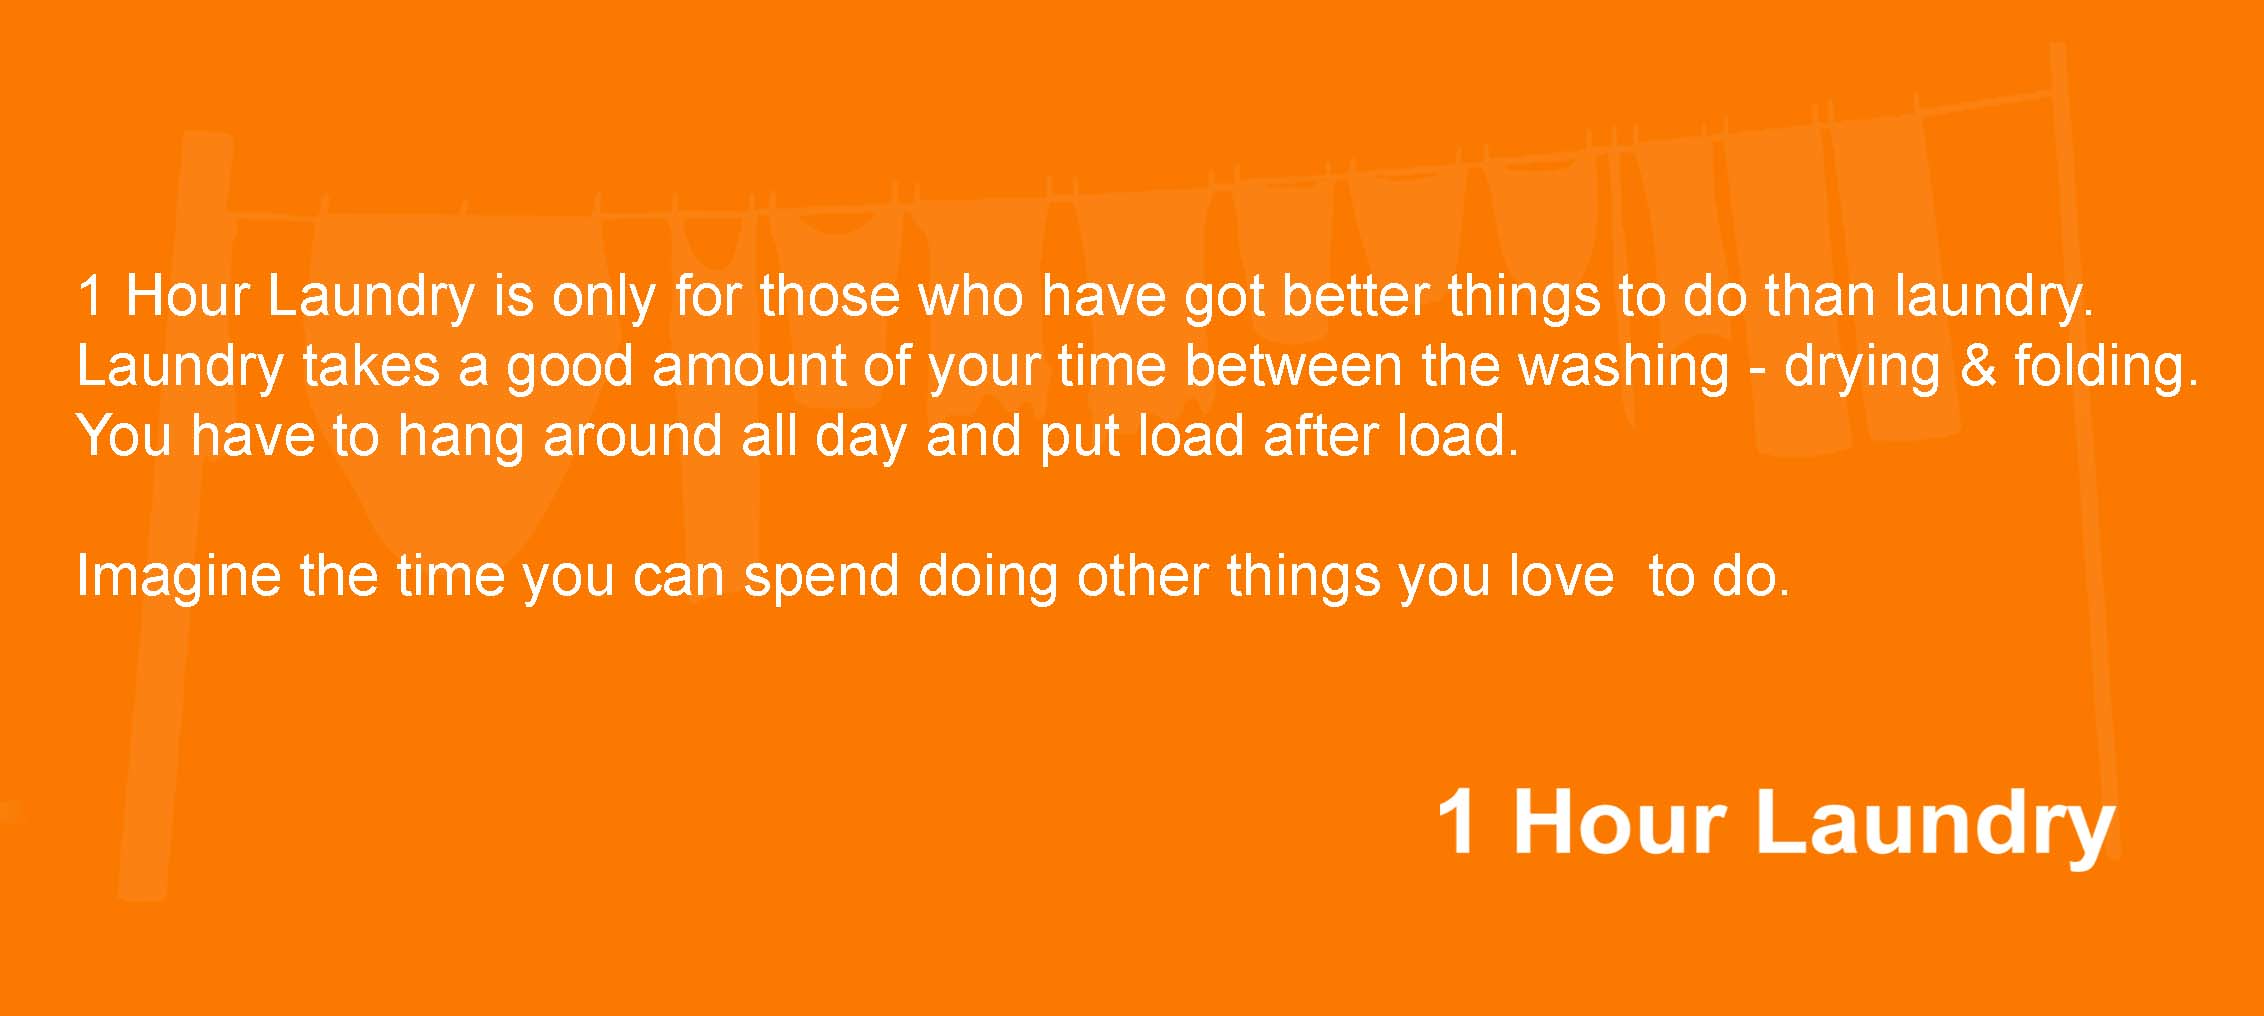 1 Hour Laundry is only for those who have got better things to do than laundry.
Laundry takes a good amount of your time between the washing - drying & folding.
You have to hang around all day and put load after load.
Imagine the time you can spend doing other things you love  to do.
1 Hour Laundry